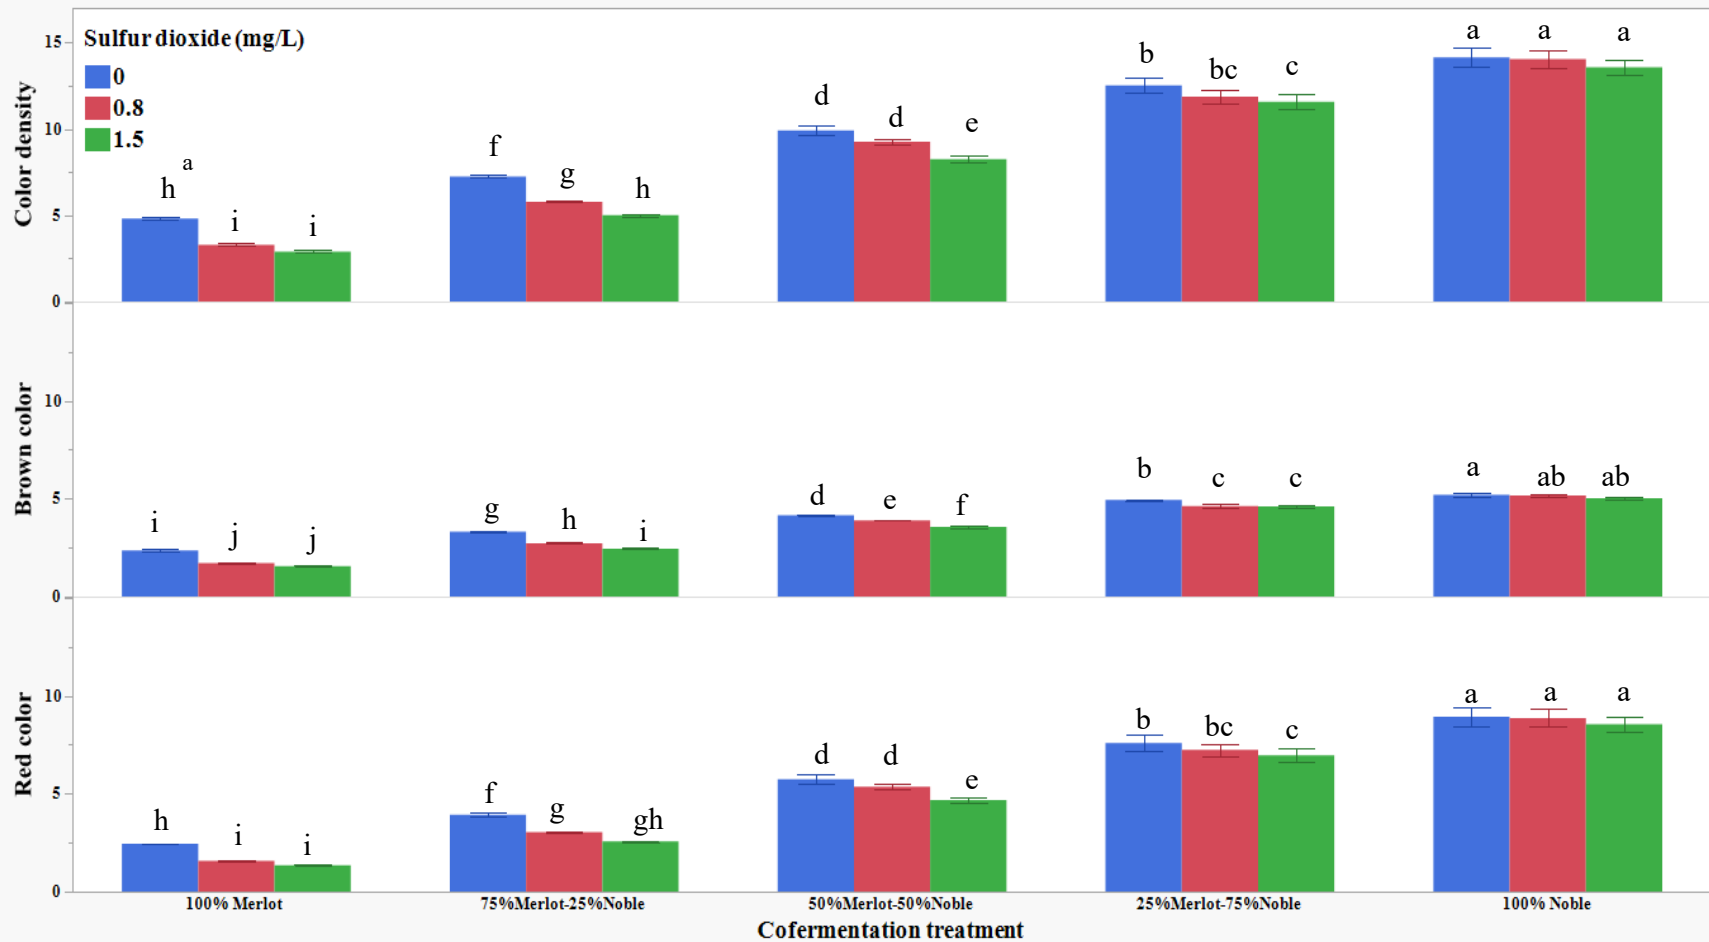 Sulfur dioxide (mg/L)
0
0.8
1.5
Color density
15
10
5
0
h a
i
i
f
g
h
d
d
e
b
bc
c
a
a
a
Brown color
10
5
0
i
j
j
g
h
i
d
e
f
b
c
c
a
ab
ab
Red color
10
5
0
h
i
i
f
g
gh
d
d
e
b
bc
c
a
a
a
100% Merlot
75%Merlot-25%Noble
50%Merlot-50%Noble
25%Merlot-75%Noble
100% Noble
Cofermentation treatment